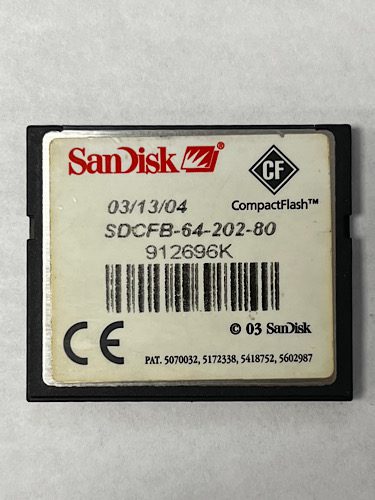 SanDisk
CF
CompactFlash™
03/13/04
SDCFB-64-202-80
912696K
CE
© 03 SanDisk
PAT. 5070032, 5172338, 5418752, 5602987